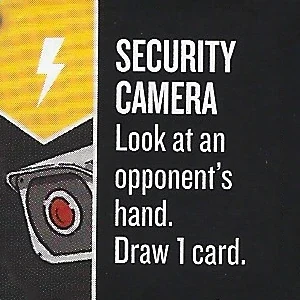 SECURITY
CAMERA
Look at an
opponent's
hand.
Draw 1 card.